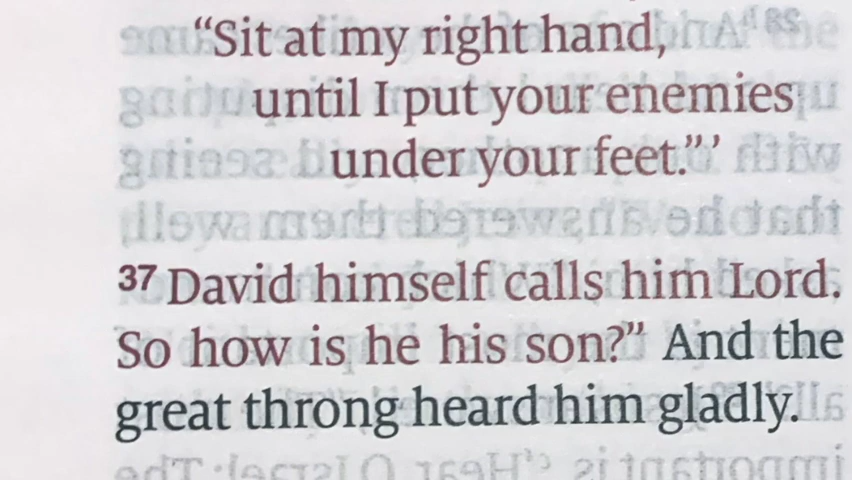 “Sit at my right hand,
until I put your enemies
under your feet.”’
37 David himself calls him Lord.
So how is he his son?” And the
great throng heard him gladly.